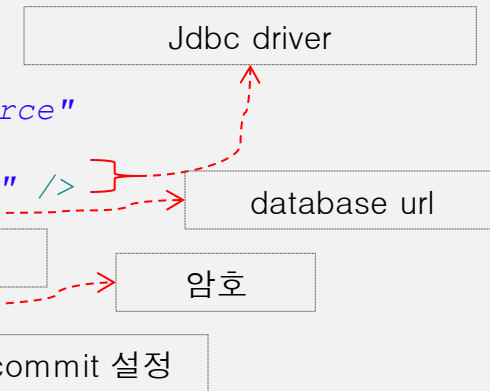 Jdbc driver
rce"
" />
database url
암호
commit 설정